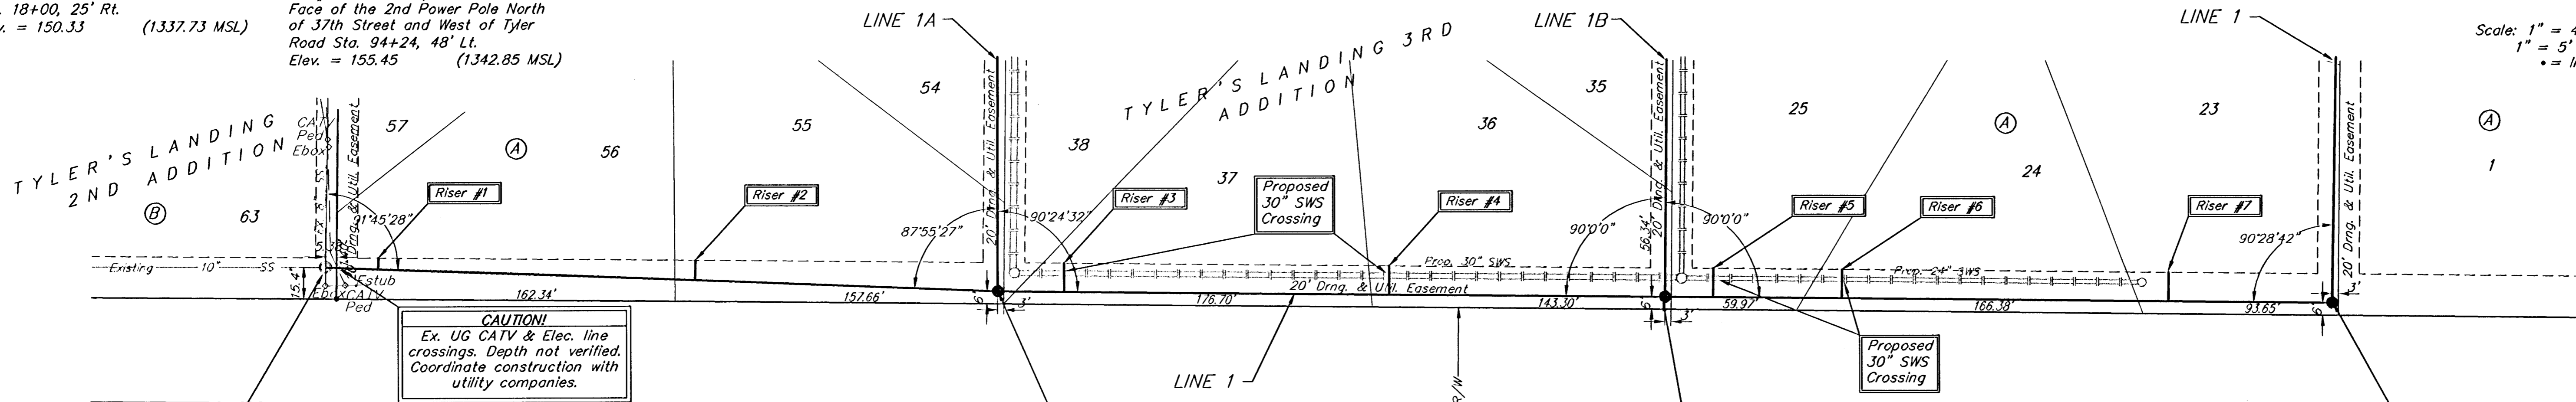 18+00, 25' Rt.
= 150.33 (1337.73 MSL)
Face of the 2nd Power Pole North
of 37th Street and West of Tyler
Road Sta. 94+24, 48' Lt.
Elev. = 155.45 (1342.85 MSL)
LINE 1A
LINE 1B
LINE 1
Scale: 1" = 4
1" = 5'
TYLER'S LANDING
2ND ADDITION
B
63
CATV
Ped
Ebox
Drng. & Util. Easement
57
A
56
55
54
20' Drng. & Util. Easement
TYLER'S LANDING 3RD
ADDITION
38
37
36
35
20' Drng. & Util. Easement
25
A
24
23
20' Drng. & Util. Easement
A
1
Riser #1
Riser #2
Riser #3
Riser #4
Riser #5
Riser #6
Riser #7
Proposed
30" SWS
Crossing
91°45'28"
87°55'27"
90°24'32"
90°0'0"
56.34'
90°0'0"
90°28'42"
Existing 10" SS
15.4'
Estub
Ebox CATV
Ped
Prop. 30" SWS
Prop. 24" SWS
20' Drng. & Util. Easement
162.34'
157.66'
6'
3'
176.70'
143.30'
6'
3'
59.97'
166.38'
93.65'
6'
3'
CAUTION!
Ex. UG CATV & Elec. line
crossings. Depth not verified.
Coordinate construction with
utility companies.
LINE 1
R/W
Proposed
30" SWS
Crossing